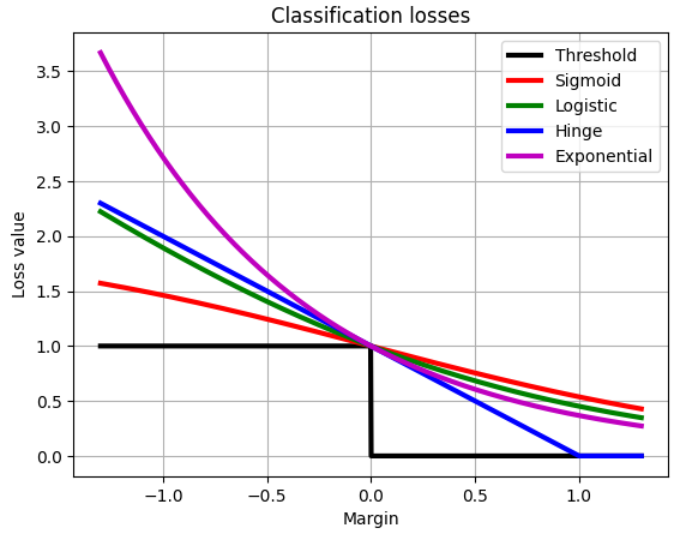 Classification losses
Threshold
Sigmoid
Logistic
Hinge
Exponential
Loss value
3.5
3.0
2.5
2.0
1.5
1.0
0.5
0.0
−1.0 −0.5 0.0 0.5 1.0
Margin